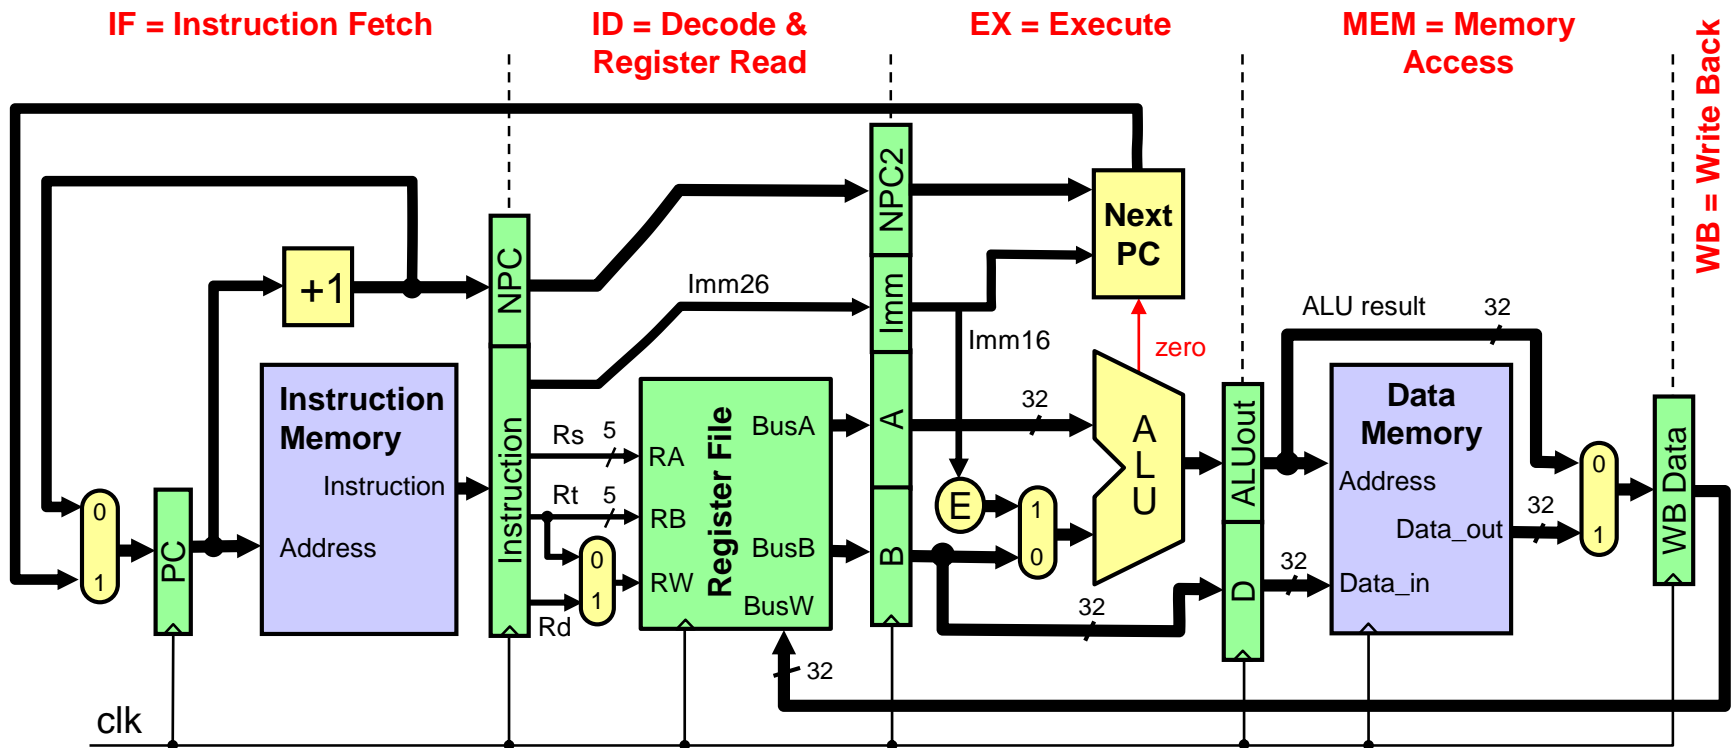 IF = Instruction Fetch
ID = Decode &
Register Read
EX = Execute
MEM = Memory
Access
WB = Write Back
+1
NPC
NPC2
Next
PC
Imm26
Imm
Imm16
zero
ALU result
32
Instruction
Memory
Instruction
Address
0
1
PC
Instruction
Rs
5
Rt
5
Rd
0
1
Register File
RA
RB
RW
BusA
BusB
BusW
32
A
B
32
E
1
0
32
A
L
U
ALUout
D
32
Data
Memory
Address
Data_out
Data_in
32
0
1
WB Data
clk